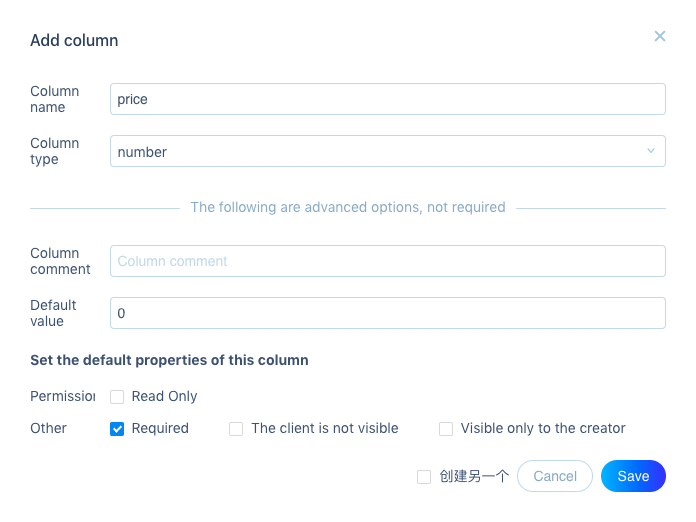 Add column
Column
name
price
Column
type
number
The following are advanced options, not required
Column
comment
Column comment
Default
value
0
Set the default properties of this column
Permission
Read Only
Other
Required
The client is not visible
Visible only to the creator
创建另一个
Cancel
Save